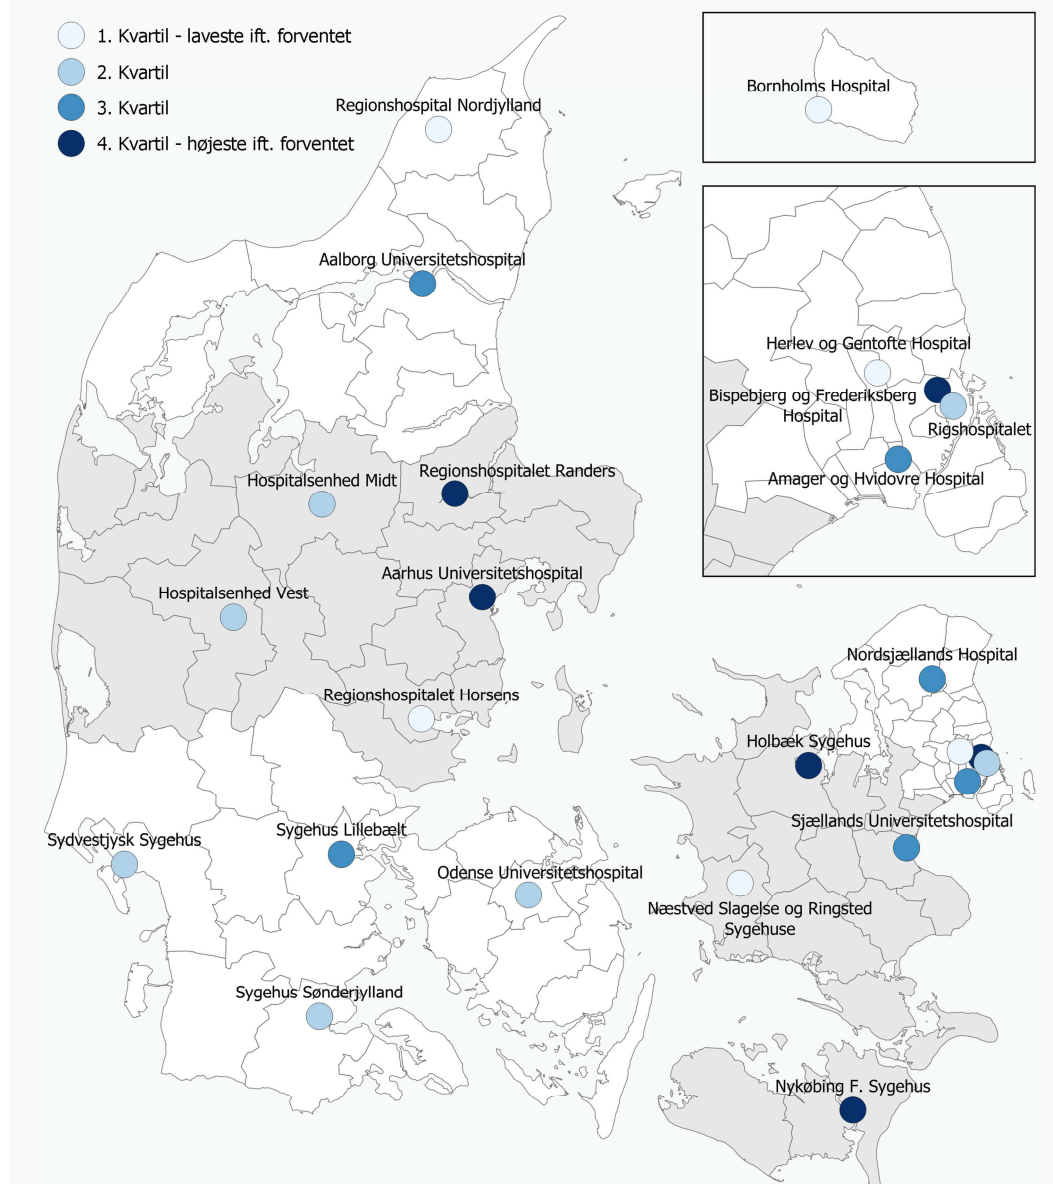 1. Kvartil - laveste ift. forventet
2. Kvartil
3. Kvartil
4. Kvartil - højeste ift. forventet
Bornholms Hospital
Regionshospital Nordjylland
Aalborg Universitetshospital
Herlev og Gentofte Hospital
Bispebjerg og Frederiksberg
Hospital
Rigshospitalet
Amager og Hvidovre Hospital
Hospitalsenhed Midt
Regionshospitalet Randers
Aarhus Universitetshospital
Hospitalsenhed Vest
Regionshospitalet Horsens
Nordsjællands Hospital
Holbæk Sygehus
Sjællands Universitetshospital
Sydvestjysk Sygehus
Sygehus Lillebælt
Odense Universitetshospital
Næstved Slagelse og Ringsted
Sygehuse
Sygehus Sønderjylland
Nykøbing F. Sygehus